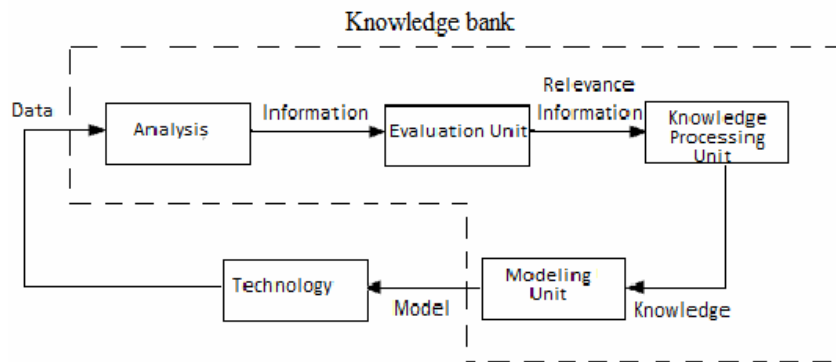 Knowledge bank
Data
Analysis
Information
Evaluation Unit
Relevance
Information
Knowledge
Processing
Unit
Technology
Model
Modeling
Unit
Knowledge